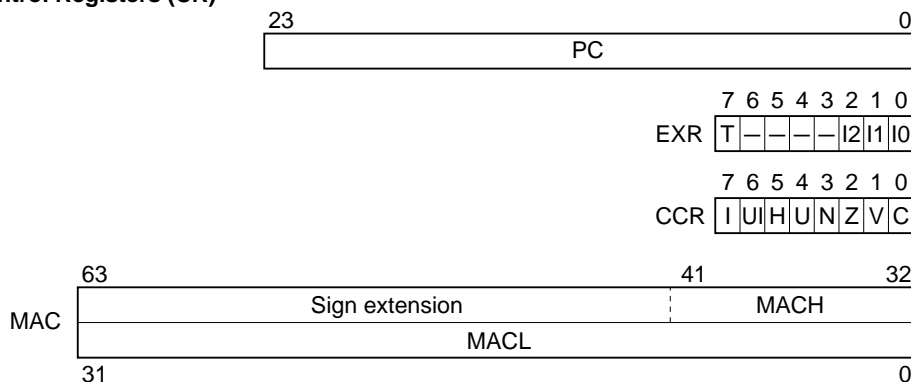 ntrol Registers (CR)
23 0
PC
7 6 5 4 3 2 1 0
EXR T — — — — I2 I1 I0
7 6 5 4 3 2 1 0
CCR I UI H U N Z V C
63 41 32
MAC Sign extension MACH
MACL
31 0